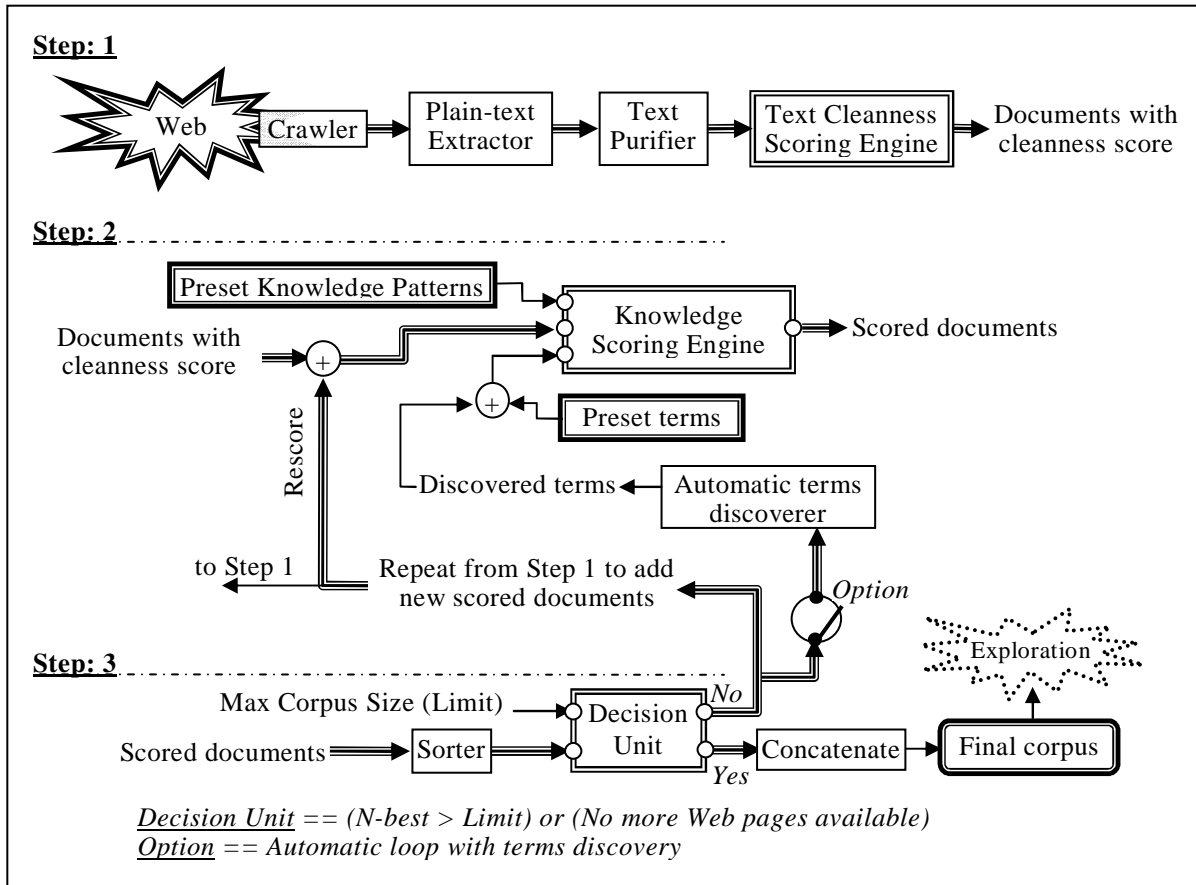 Step: 1
Web
Crawler
Plain-text
Extractor
Text
Purifier
Text Cleanness
Scoring Engine
Documents with
cleanness score
Step: 2
Preset Knowledge Patterns
Documents with
cleanness score
+
Knowledge
Scoring Engine
Scored documents
+
Preset terms
Rescore
Discovered terms
Automatic terms
discoverer
to Step 1
Repeat from Step 1 to add
new scored documents
Option
Exploration
Step: 3
Max Corpus Size (Limit)
No
Decision
Unit
Scored documents
Sorter
Yes
Concatenate
Final corpus
Decision Unit == (N-best > Limit) or (No more Web pages available)
Option == Automatic loop with terms discovery